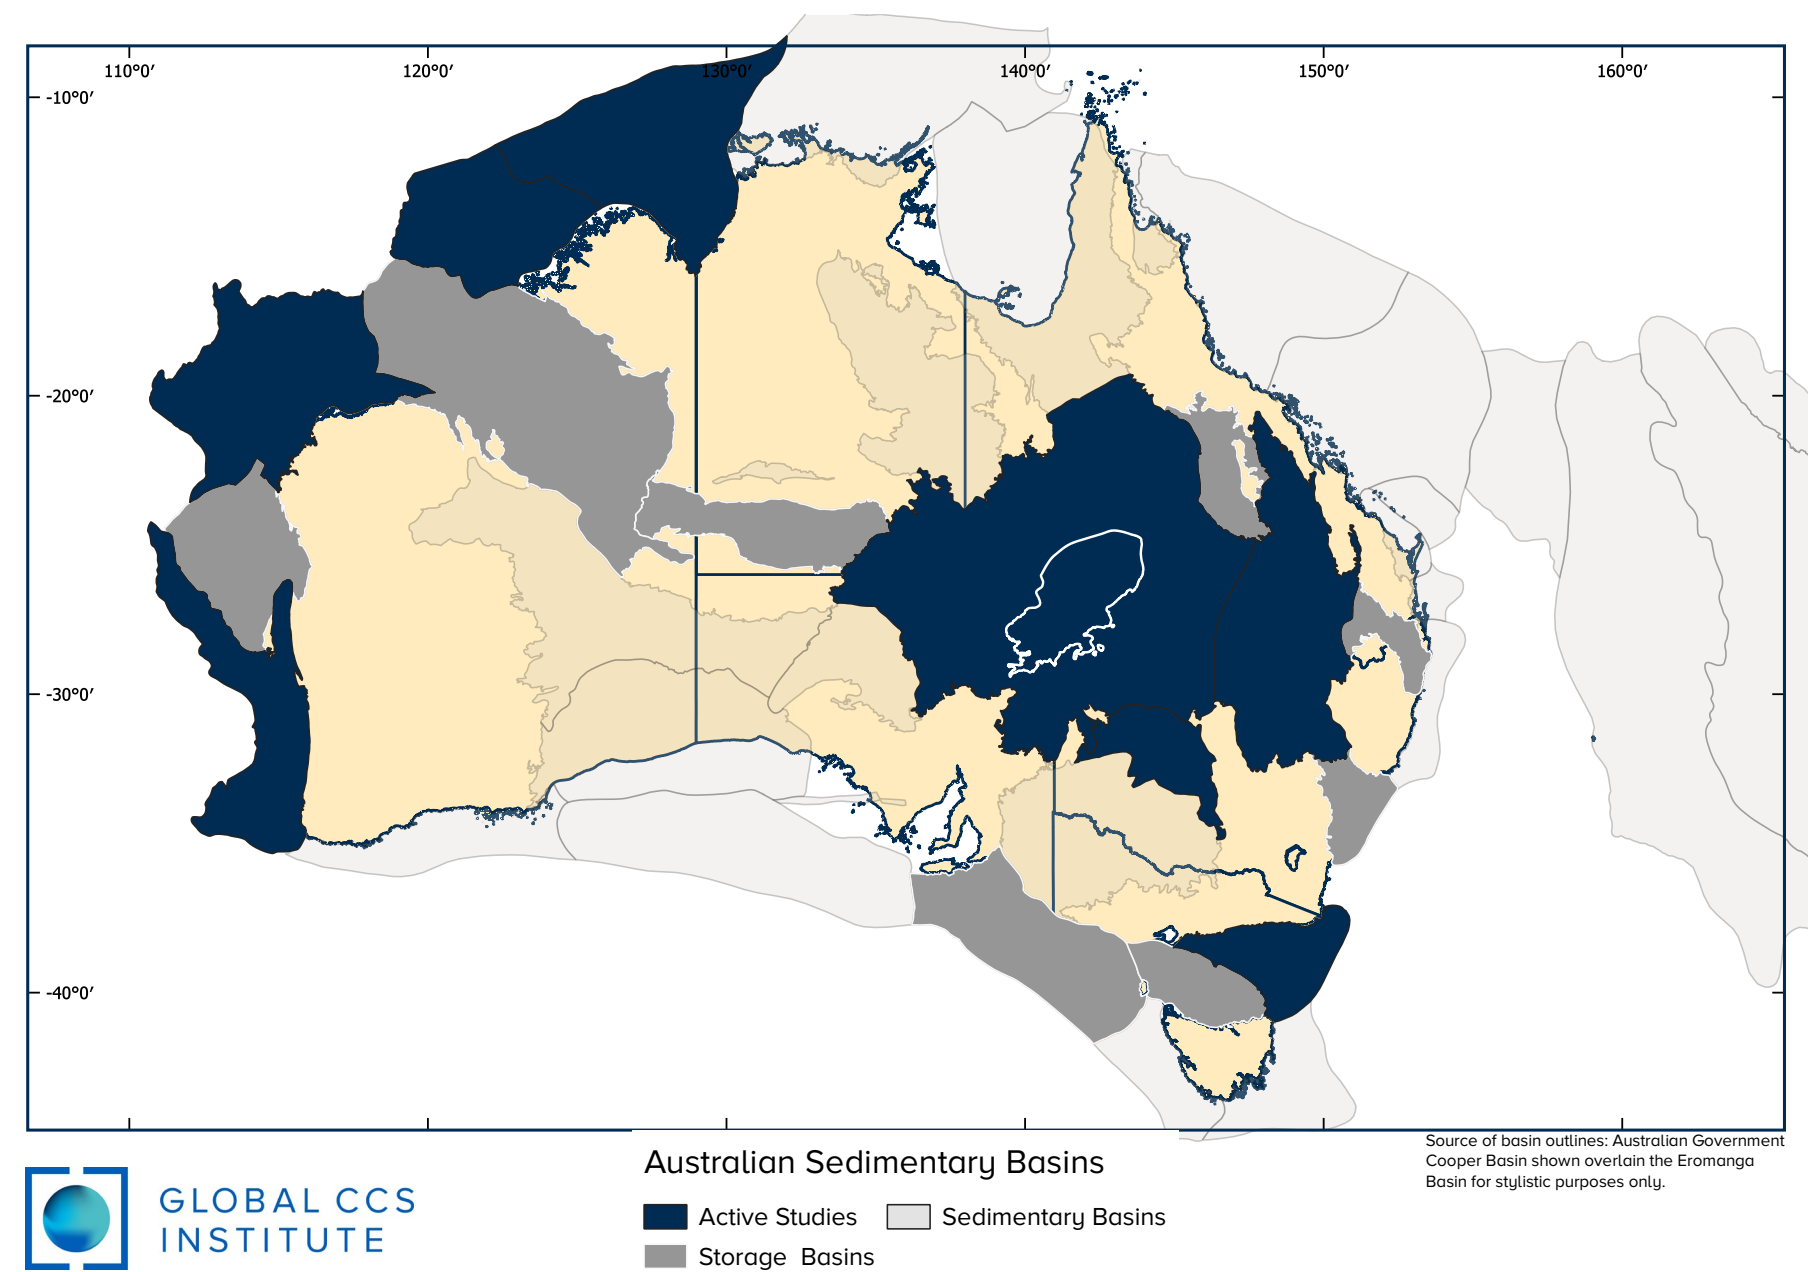 110°0′ 120°0′ 130°0′ 140°0′ 150°0′ 160°0′
-10°0′
-20°0′
-30°0′
-40°0′
Source of basin outlines: Australian Government
Cooper Basin shown overlain the Eromanga
Basin for stylistic purposes only.
Australian Sedimentary Basins
Active Studies Sedimentary Basins
Storage Basins
GLOBAL CCS
INSTITUTE